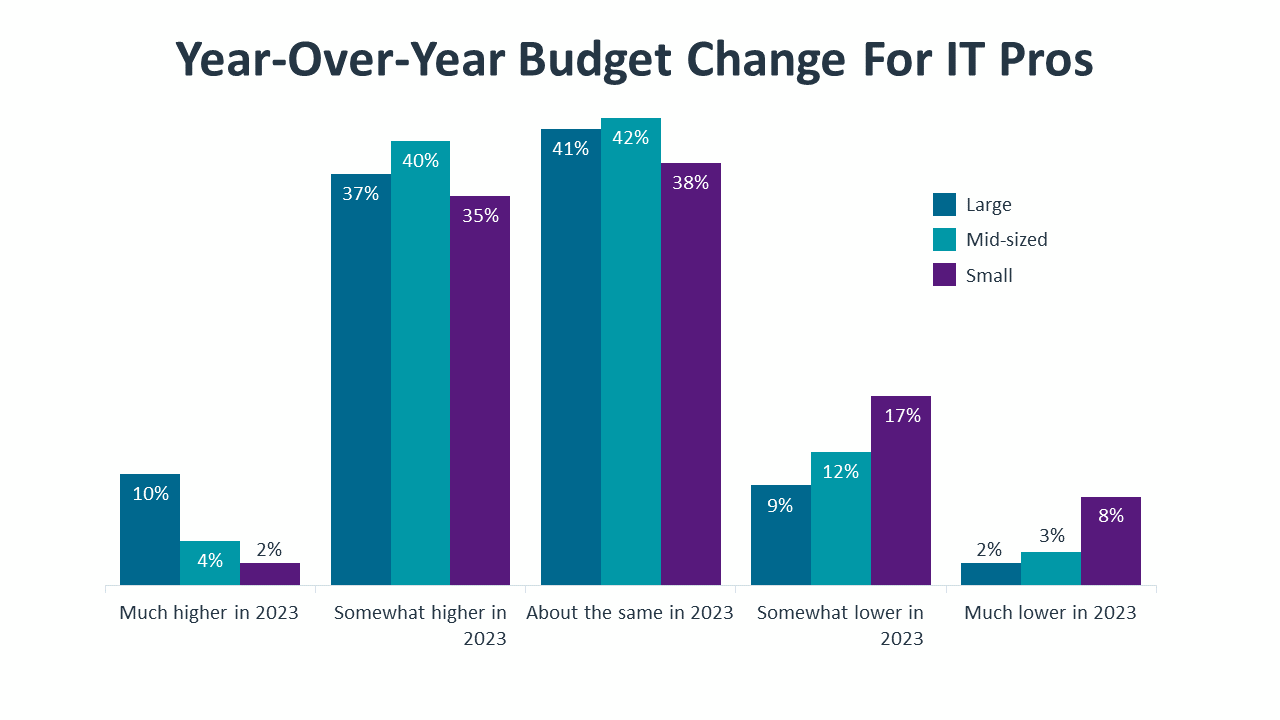 Year-Over-Year Budget Change For IT Pros
10%
4%
2%
37%
40%
35%
41%
42%
38%
9%
12%
17%
2%
3%
8%
Large
Mid-sized
Small
Much higher in 2023
Somewhat higher in
2023
About the same in 2023
Somewhat lower in
2023
Much lower in 2023